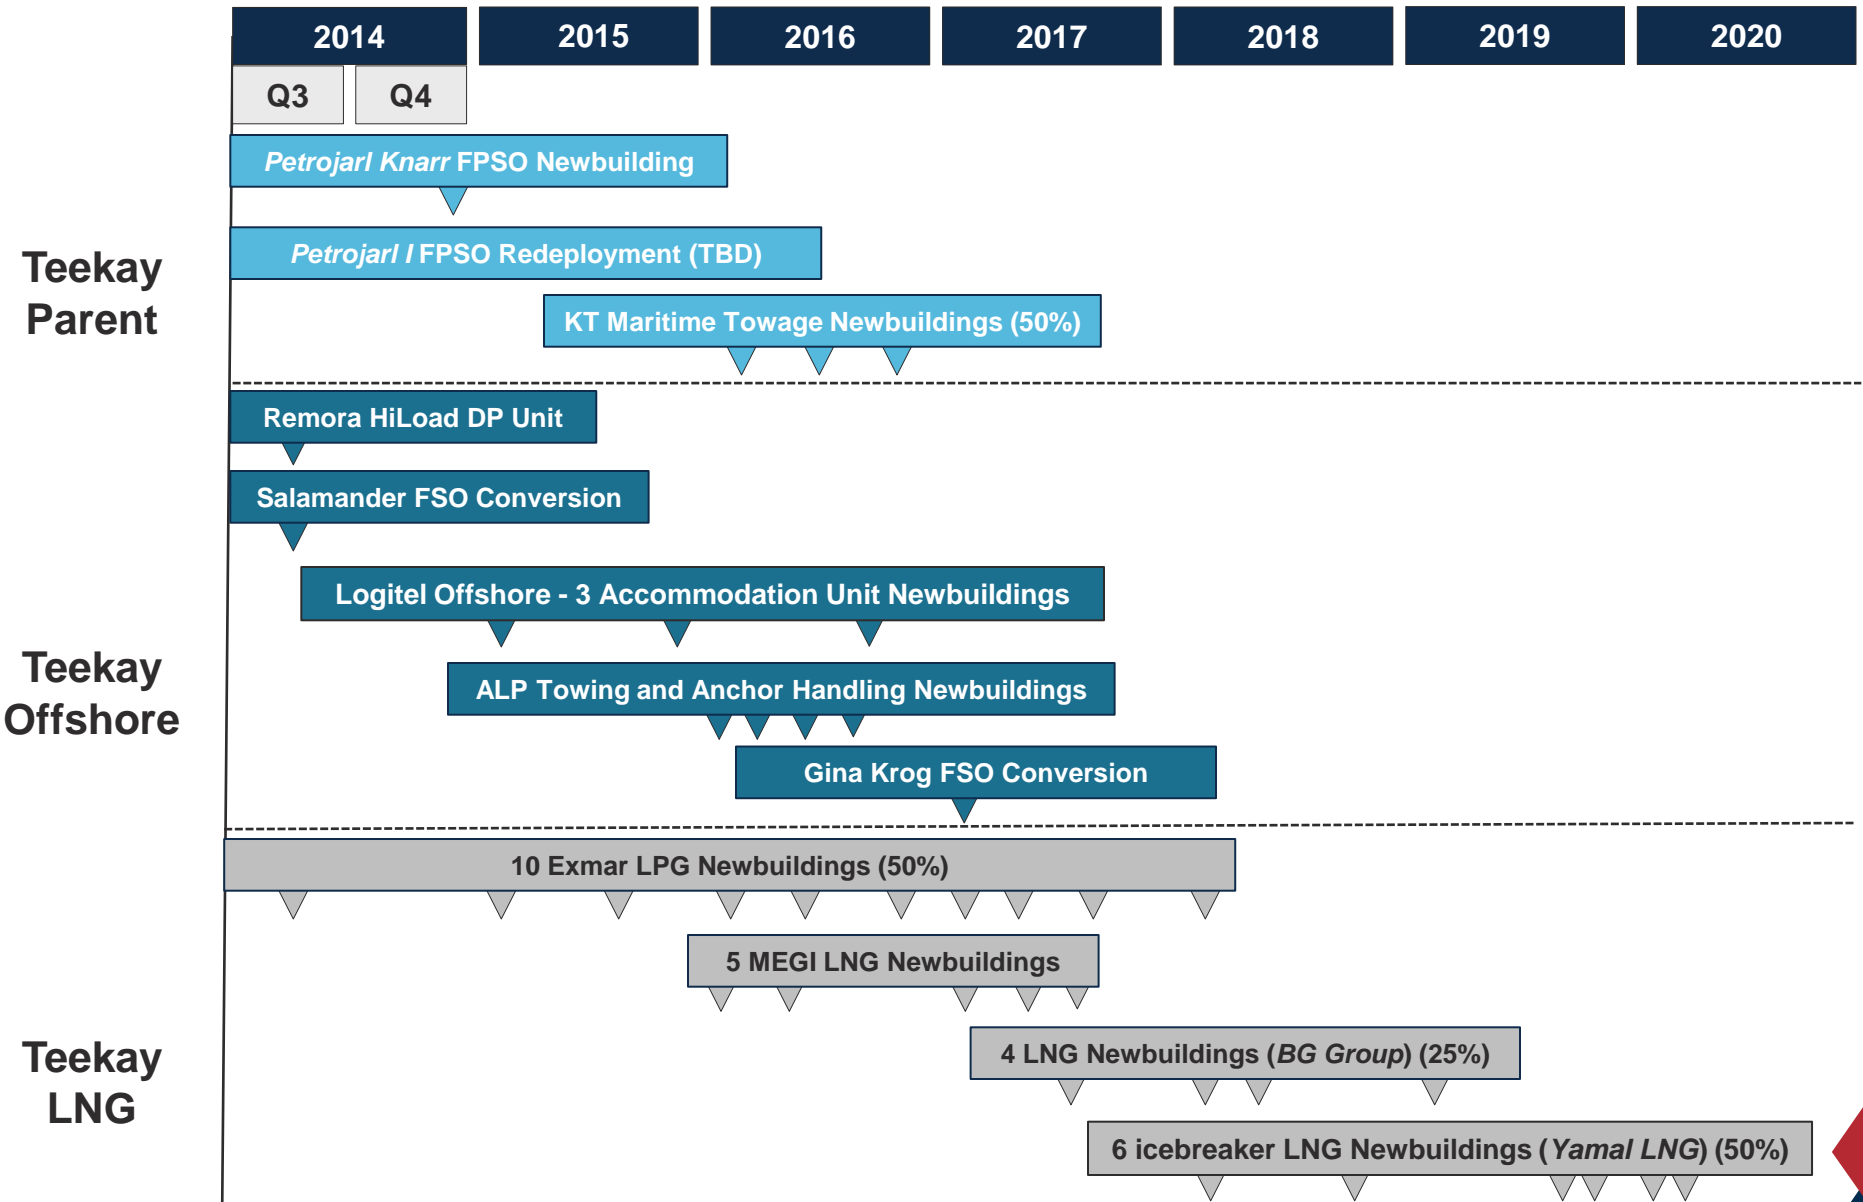 2014 2015 2016 2017 2018 2019 2020
Q3 Q4
Petrojarl Knarr FPSO Newbuilding
Petrojarl I FPSO Redeployment (TBD)
KT Maritime Towage Newbuildings (50%)
Teekay
Parent
Remora HiLoad DP Unit
Salamander FSO Conversion
Logitel Offshore - 3 Accommodation Unit Newbuildings
ALP Towing and Anchor Handling Newbuildings
Gina Krog FSO Conversion
Teekay
Offshore
10 Exmar LPG Newbuildings (50%)
5 MEGI LNG Newbuildings
4 LNG Newbuildings (BG Group) (25%)
6 icebreaker LNG Newbuildings (Yamal LNG) (50%)
Teekay
LNG